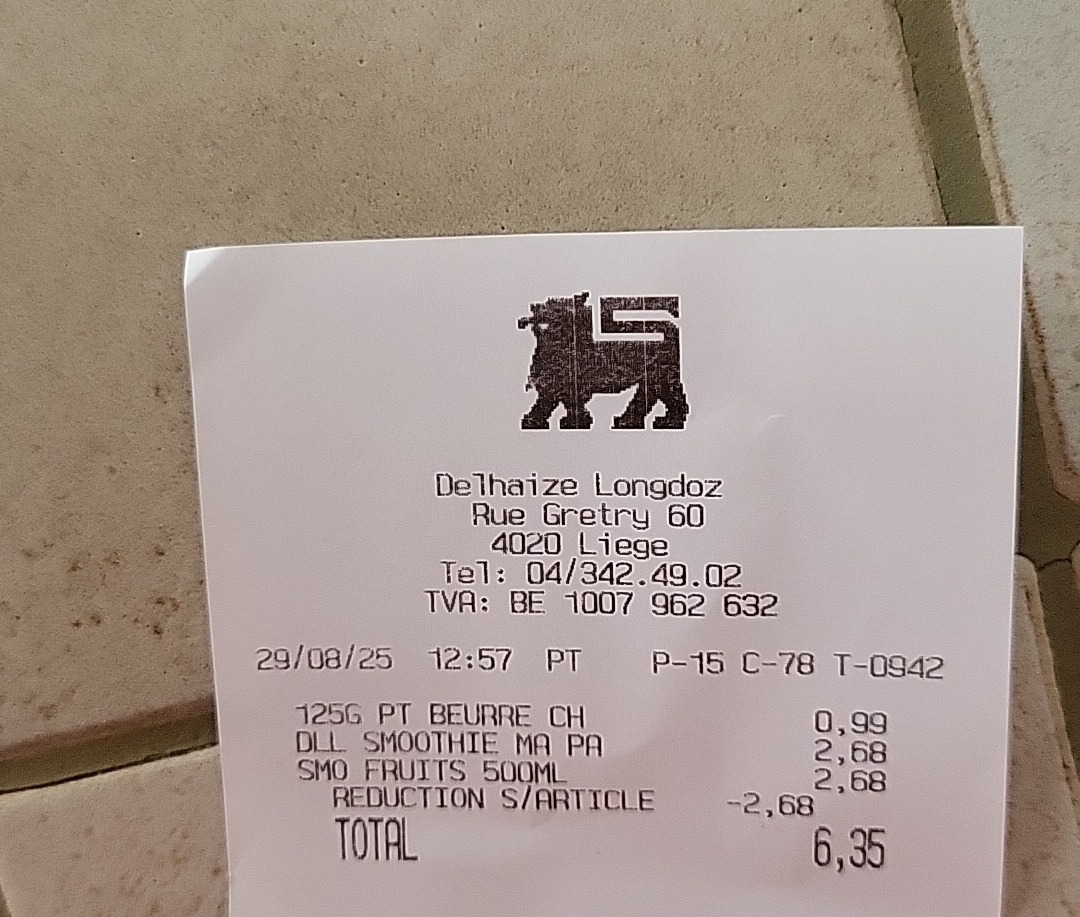 Delhaize Longdoz
Rue Gretry 60
4020 Liege
Tel: 04/342.49.02
TVA: BE 1007 962 632
29/08/25 12:57 PT P-15 C-78 T-0942
125G PT BEURRE CH 0,99
DLL SMOOTHIE MA PA 2,68
SMO FRUITS 500ML 2,68
REDUCTION S/ARTICLE -2,68
TOTAL 6,35